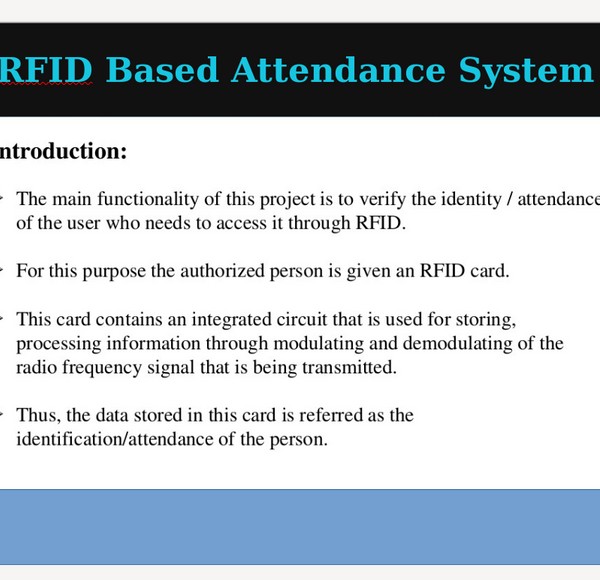 RFID Based Attendance System
ntroduction:
The main functionality of this project is to verify the identity / attendance
of the user who needs to access it through RFID.
For this purpose the authorized person is given an RFID card.
This card contains an integrated circuit that is used for storing,
processing information through modulating and demodulating of the
radio frequency signal that is being transmitted.
Thus, the data stored in this card is referred as the
identification/attendance of the person.